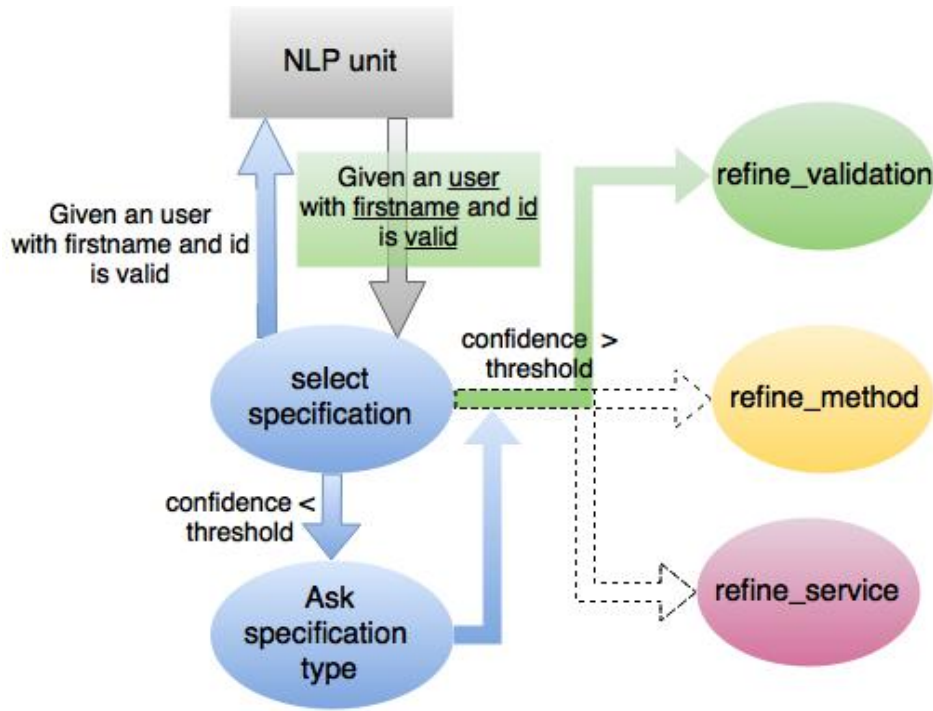 NLP unit
Given an user
with firstname and id
is valid
Given an user
with firstname and id
is valid
refine_validation
confidence >
threshold
select
specification
refine_method
confidence <
threshold
Ask
specification
type
refine_service